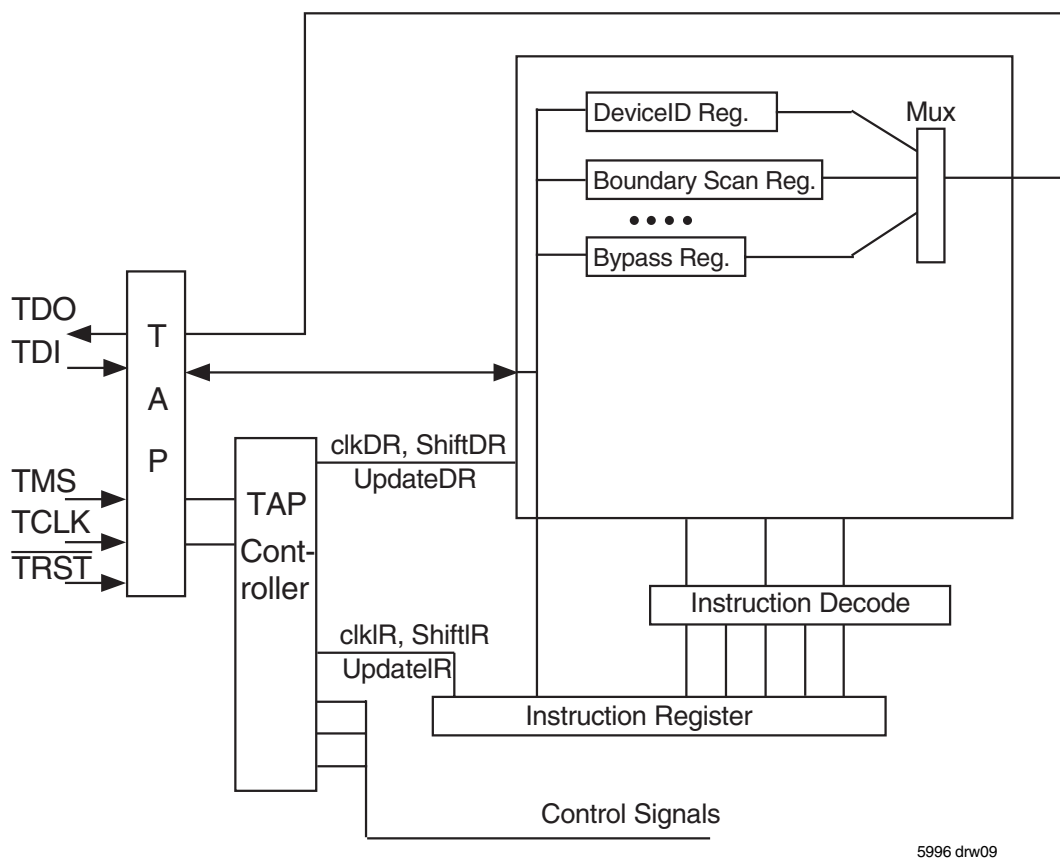 DeviceID Reg.
Mux
Boundary Scan Reg.
Bypass Reg.
TDO
TDI
T
A
P
TMS
TCLK
TRST
clkDR, ShiftDR
UpdateDR
TAP
Cont-
roller
Instruction Decode
clkIR, ShiftIR
UpdateIR
Instruction Register
Control Signals
5996 drw09